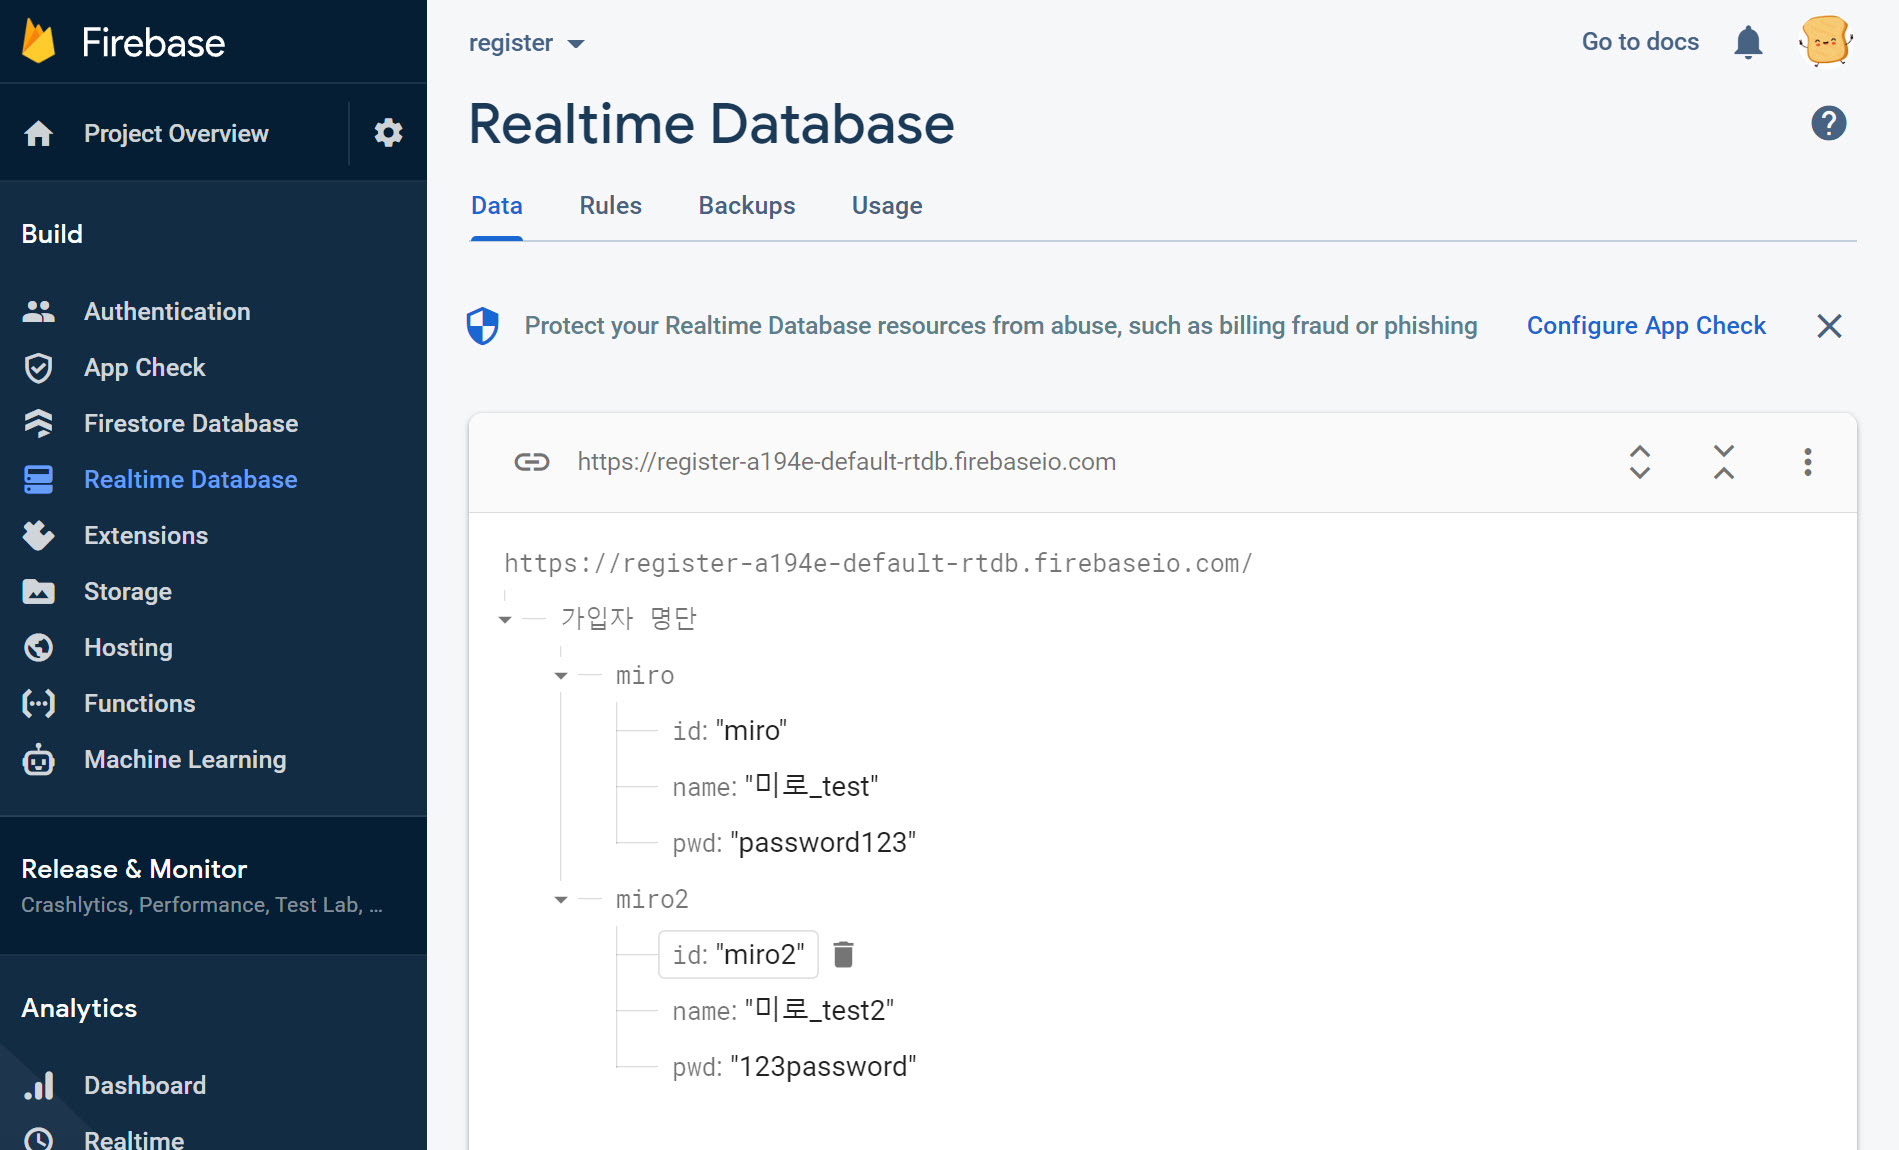 Firebase
Project Overview
Build
Authentication
App Check
Firestore Database
Realtime Database
Extensions
Storage
Hosting
Functions
Machine Learning
Release & Monitor
Crashlytics, Performance, Test Lab, ...
Analytics
Dashboard
Realtime
register
Go to docs
Realtime Database
?
Data Rules Backups Usage
Protect your Realtime Database resources from abuse, such as billing fraud or phishing Configure App Check
https://register-a194e-default-rtdb.firebaseio.com
https://register-a194e-default-rtdb.firebaseio.com/
가입자 명단
miro
id: "miro"
name: "미로_test"
pwd: "password123"
miro2
id: "miro2"
name: "미로_test2"
pwd: "123password"